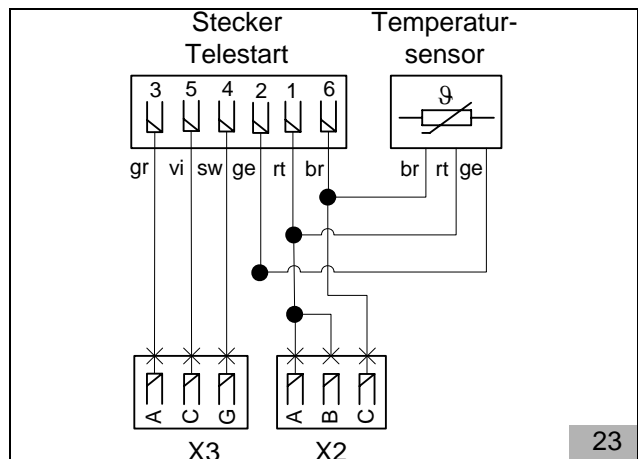 Stecker
Telestart
Temperatur-
sensor
3 5 4 2 1 6
ϑ
gr vi sw ge rt br
br rt ge
A C G
A B C
X3
X2
23